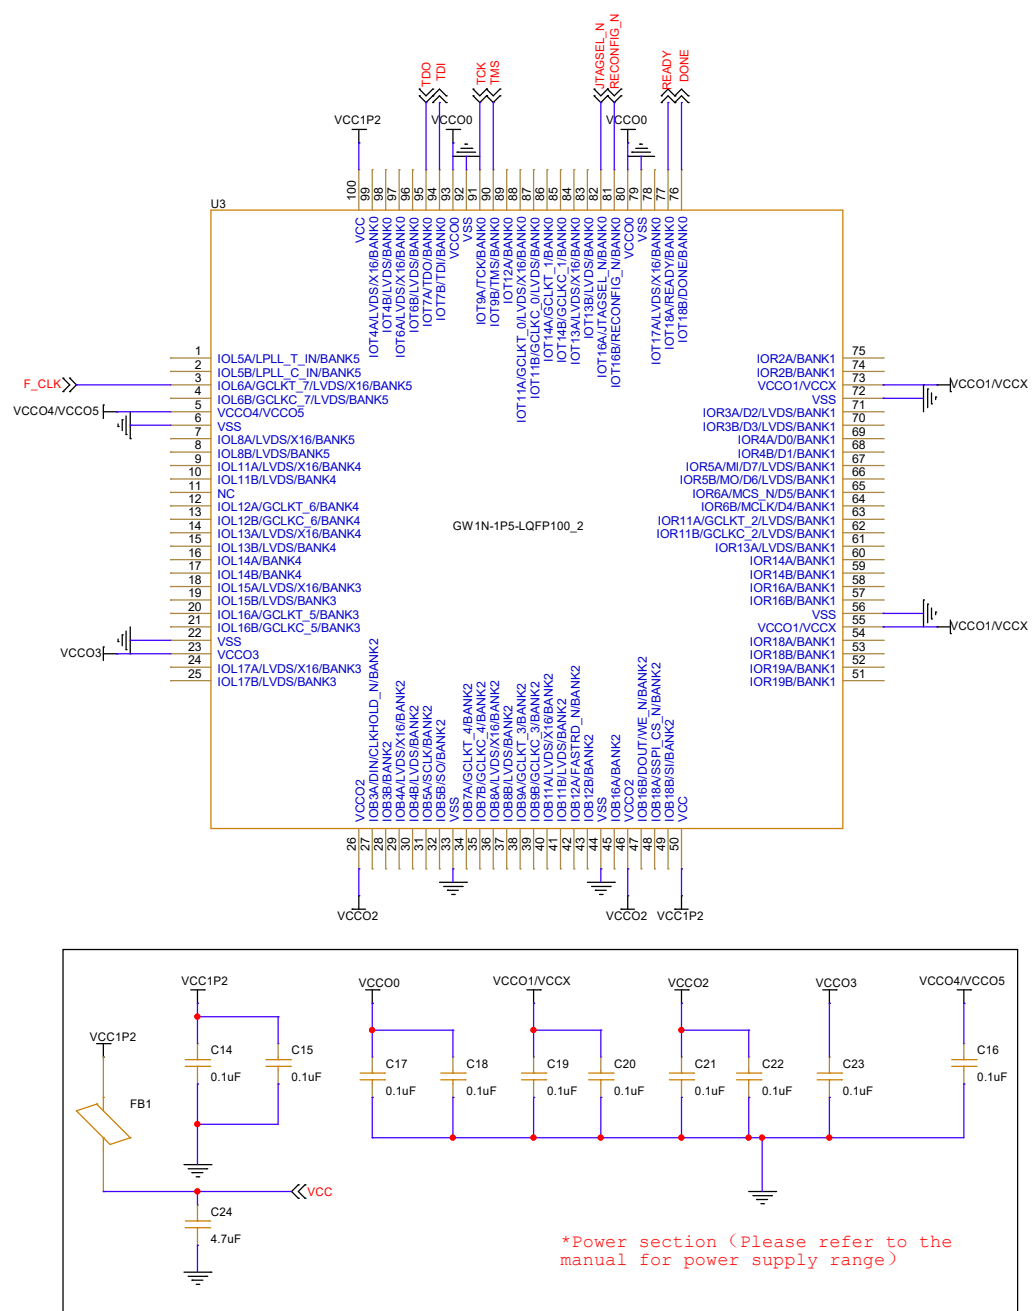 TDO
TDI
TCK
TMS
JTAGSEL_N
RECONFIG_N
READY
DONE
VCC1P2
VCCO0
VCCO0
100
99
98
97
96
95
94
93
92
91
90
89
88
87
86
85
84
83
82
81
80
79
78
77
76
U3
VCC
IOT4A/LVDS/X16/BANK0
IOT4B/LVDS/BANK0
IOT6A/LVDS/X16/BANK0
IOT6B/LVDS/BANK0
IOT7A/TDO/BANK0
IOT7B/TDI/BANK0
VCCO0
VSS
IOT9A/TCK/BANK0
IOT9B/TMS/BANK0
IOT12A/BANK0
IOT11A/GCLKT_0/LVDS/X16/BANK0
IOT11B/GCLKC_0/LVDS/BANK0
IOT14A/GCLKT_1/BANK0
IOT14B/GCLKC_1/BANK0
IOT13A/LVDS/X16/BANK0
IOT13B/LVDS/BANK0
IOT16A/JTAGSEL_N/BANK0
IOT16B/RECONFIG_N/BANK0
VCCO0
VSS
IOT17A/LVDS/X16/BANK0
IOT18A/READY/BANK0
IOT18B/DONE/BANK0
1 IOL5A/LPLL_T_IN/BANK5
2 IOL5B/LPLL_C_IN/BANK5
F_CLK 3 IOL6A/GCLKT_7/LVDS/X16/BANK5
4 IOL6B/GCLKC_7/LVDS/BANK5
VCCO4/VCCO5 5 VCCO4/VCCO5
6 VSS
7 IOL8A/LVDS/X16/BANK5
8 IOL8B/LVDS/BANK5
9 IOL11A/LVDS/X16/BANK4
10 IOL11B/LVDS/BANK4
11 NC
12 IOL12A/GCLKT_6/BANK4
13 IOL12B/GCLKC_6/BANK4
14 IOL13A/LVDS/X16/BANK4
15 IOL13B/LVDS/BANK4
16 IOL14A/BANK4
17 IOL14B/BANK4
18 IOL15A/LVDS/X16/BANK3
19 IOL15B/LVDS/BANK3
20 IOL16A/GCLKT_5/BANK3
21 IOL16B/GCLKC_5/BANK3
22 VSS
VCCO3 23 VCCO3
24 IOL17A/LVDS/X16/BANK3
25 IOL17B/LVDS/BANK3
GW1N-1P5-LQFP100_2
IOR2A/BANK1 75
IOR2B/BANK1 74
VCCO1/VCCX 73 VCCO1/VCCX
VSS 72
IOR3A/D2/LVDS/BANK1 71
IOR3B/D3/LVDS/BANK1 70
IOR4A/D0/BANK1 69
IOR4B/D1/BANK1 68
IOR5A/MI/D7/LVDS/BANK1 67
IOR5B/MO/D6/LVDS/BANK1 66
IOR6A/MCS_N/D5/BANK1 65
IOR6B/MCLK/D4/BANK1 64
IOR11A/GCLKT_2/LVDS/BANK1 63
IOR11B/GCLKC_2/LVDS/BANK1 62
IOR13A/LVDS/BANK1 61
IOR14A/BANK1 60
IOR14B/BANK1 59
IOR16A/BANK1 58
IOR16B/BANK1 57
VSS 56
VCCO1/VCCX 55 VCCO1/VCCX
IOR18A/BANK1 54
IOR18B/BANK1 53
IOR19A/BANK1 52
IOR19B/BANK1 51
VCCO2
IOB3A/DIN/CLKHOLD_N/BANK2
IOB3B/BANK2
IOB4A/LVDS/X16/BANK2
IOB4B/LVDS/BANK2
IOB5A/SCLK/BANK2
IOB5B/SO/BANK2
VSS
IOB7A/GCLKT_4/BANK2
IOB7B/GCLKC_4/BANK2
IOB8A/LVDS/X16/BANK2
IOB8B/LVDS/BANK2
IOB9A/GCLKT_3/BANK2
IOB9B/GCLKC_3/BANK2
IOB11A/LVDS/X16/BANK2
IOB11B/LVDS/BANK2
IOB12A/FASTRD_N/BANK2
IOB12B/BANK2
VSS
IOB16A/BANK2
VCCO2
IOB16B/DOUT/WE_N/BANK2
IOB18A/SSPI_CS_N/BANK2
IOB18B/SI/BANK2
VCC
26
27
28
29
30
31
32
33
34
35
36
37
38
39
40
41
42
43
44
45
46
47
48
49
50
VCCO2
VCCO2
VCC1P2
VCC1P2
VCCO0
VCCO1/VCCX
VCCO2
VCCO3
VCCO4/VCCO5
VCC1P2
C14
0.1uF
C15
0.1uF
C17
0.1uF
C18
0.1uF
C19
0.1uF
C20
0.1uF
C21
0.1uF
C22
0.1uF
C23
0.1uF
C16
0.1uF
FB1
VCC
C24
4.7uF
*Power section（Please refer to the
manual for power supply range）